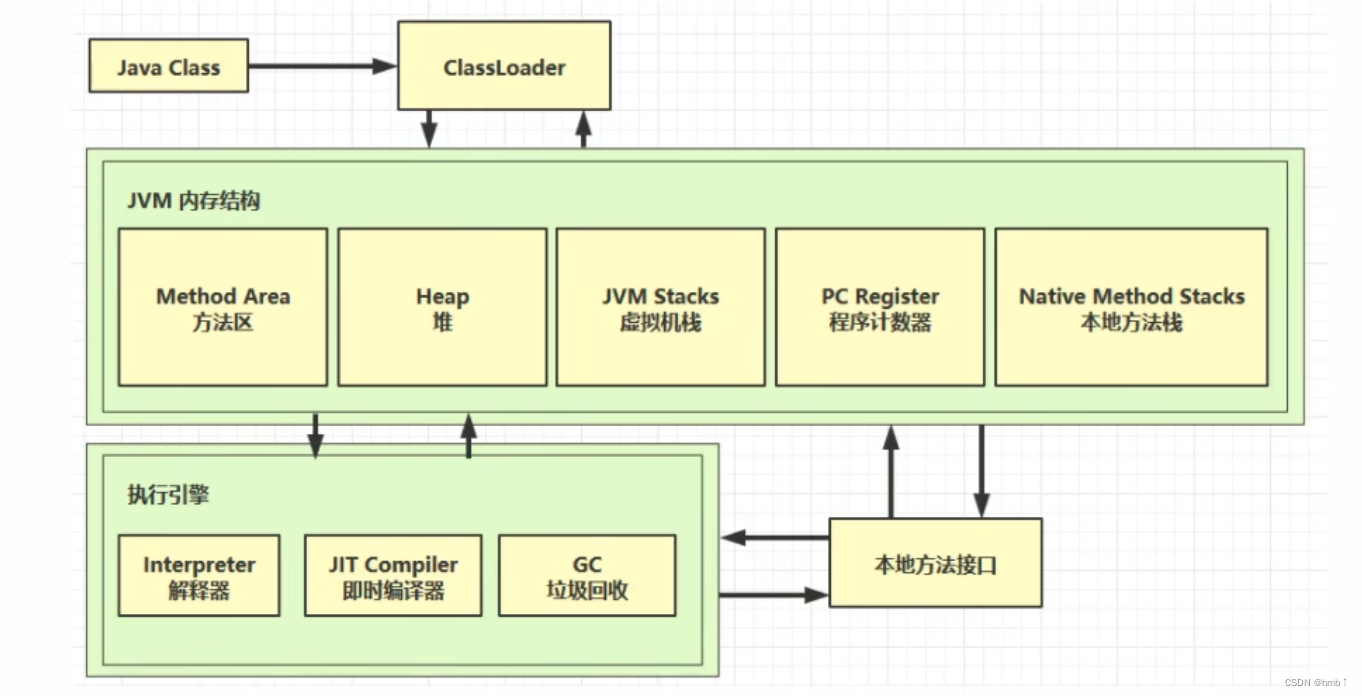 Java Class
ClassLoader
JVM 内存结构
Method Area
方法区
Heap
堆
JVM Stacks
虚拟机栈
PC Register
程序计数器
Native Method Stacks
本地方法栈
执行引擎
Interpreter
解释器
JIT Compiler
即时编译器
GC
垃圾回收
本地方法接口
CSDN @hmb